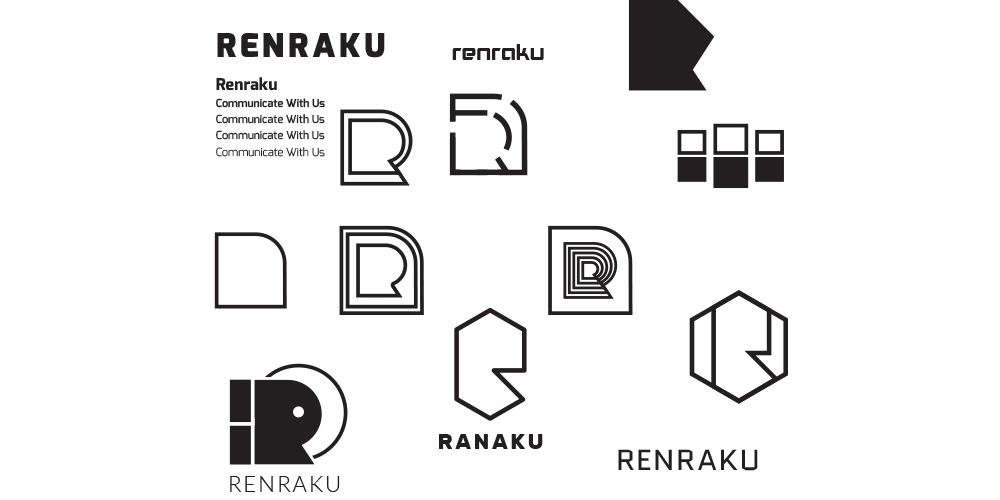 RENRAKU
renraku
Renraku
Communicate With Us
Communicate With Us
Communicate With Us
Communicate With Us
R
R
R
R
R
RANAKU
RENRAKU
RENRAKU